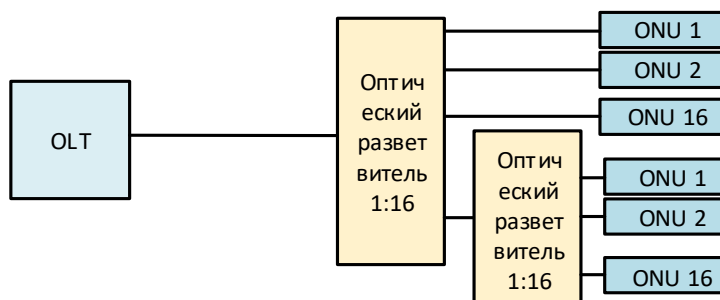 OLT
Оптич
еский
развет
витель
1:16
ONU 1
ONU 2
ONU 16
Оптич
еский
развет
витель
1:16
ONU 1
ONU 2
ONU 16